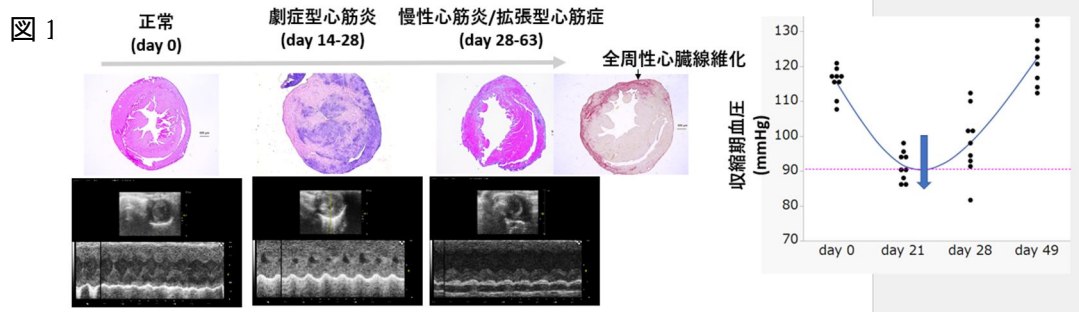 図 1
正常
(day 0)
劇症型心筋炎
(day 14-28)
慢性心筋炎/拡張型心筋症
(day 28-63)
全周性心臓線維化
収縮期血圧
(mmHg)
130
120
110
100
90
80
70
day 0
day 21
day 28
day 49